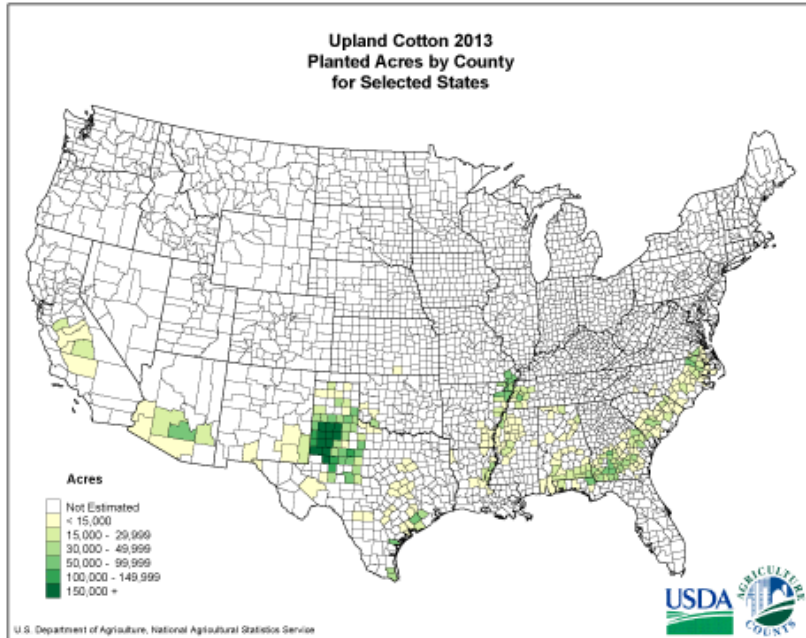 Upland Cotton 2013
Planted Acres by County
for Selected States
Acres
Not Estimated
< 15,000
15,000 - 29,999
30,000 - 49,999
50,000 - 99,999
100,000 - 149,999
150,000 +
U.S. Department of Agriculture, National Agricultural Statistics Service
USDA
AGRICULTURE
COUNTS